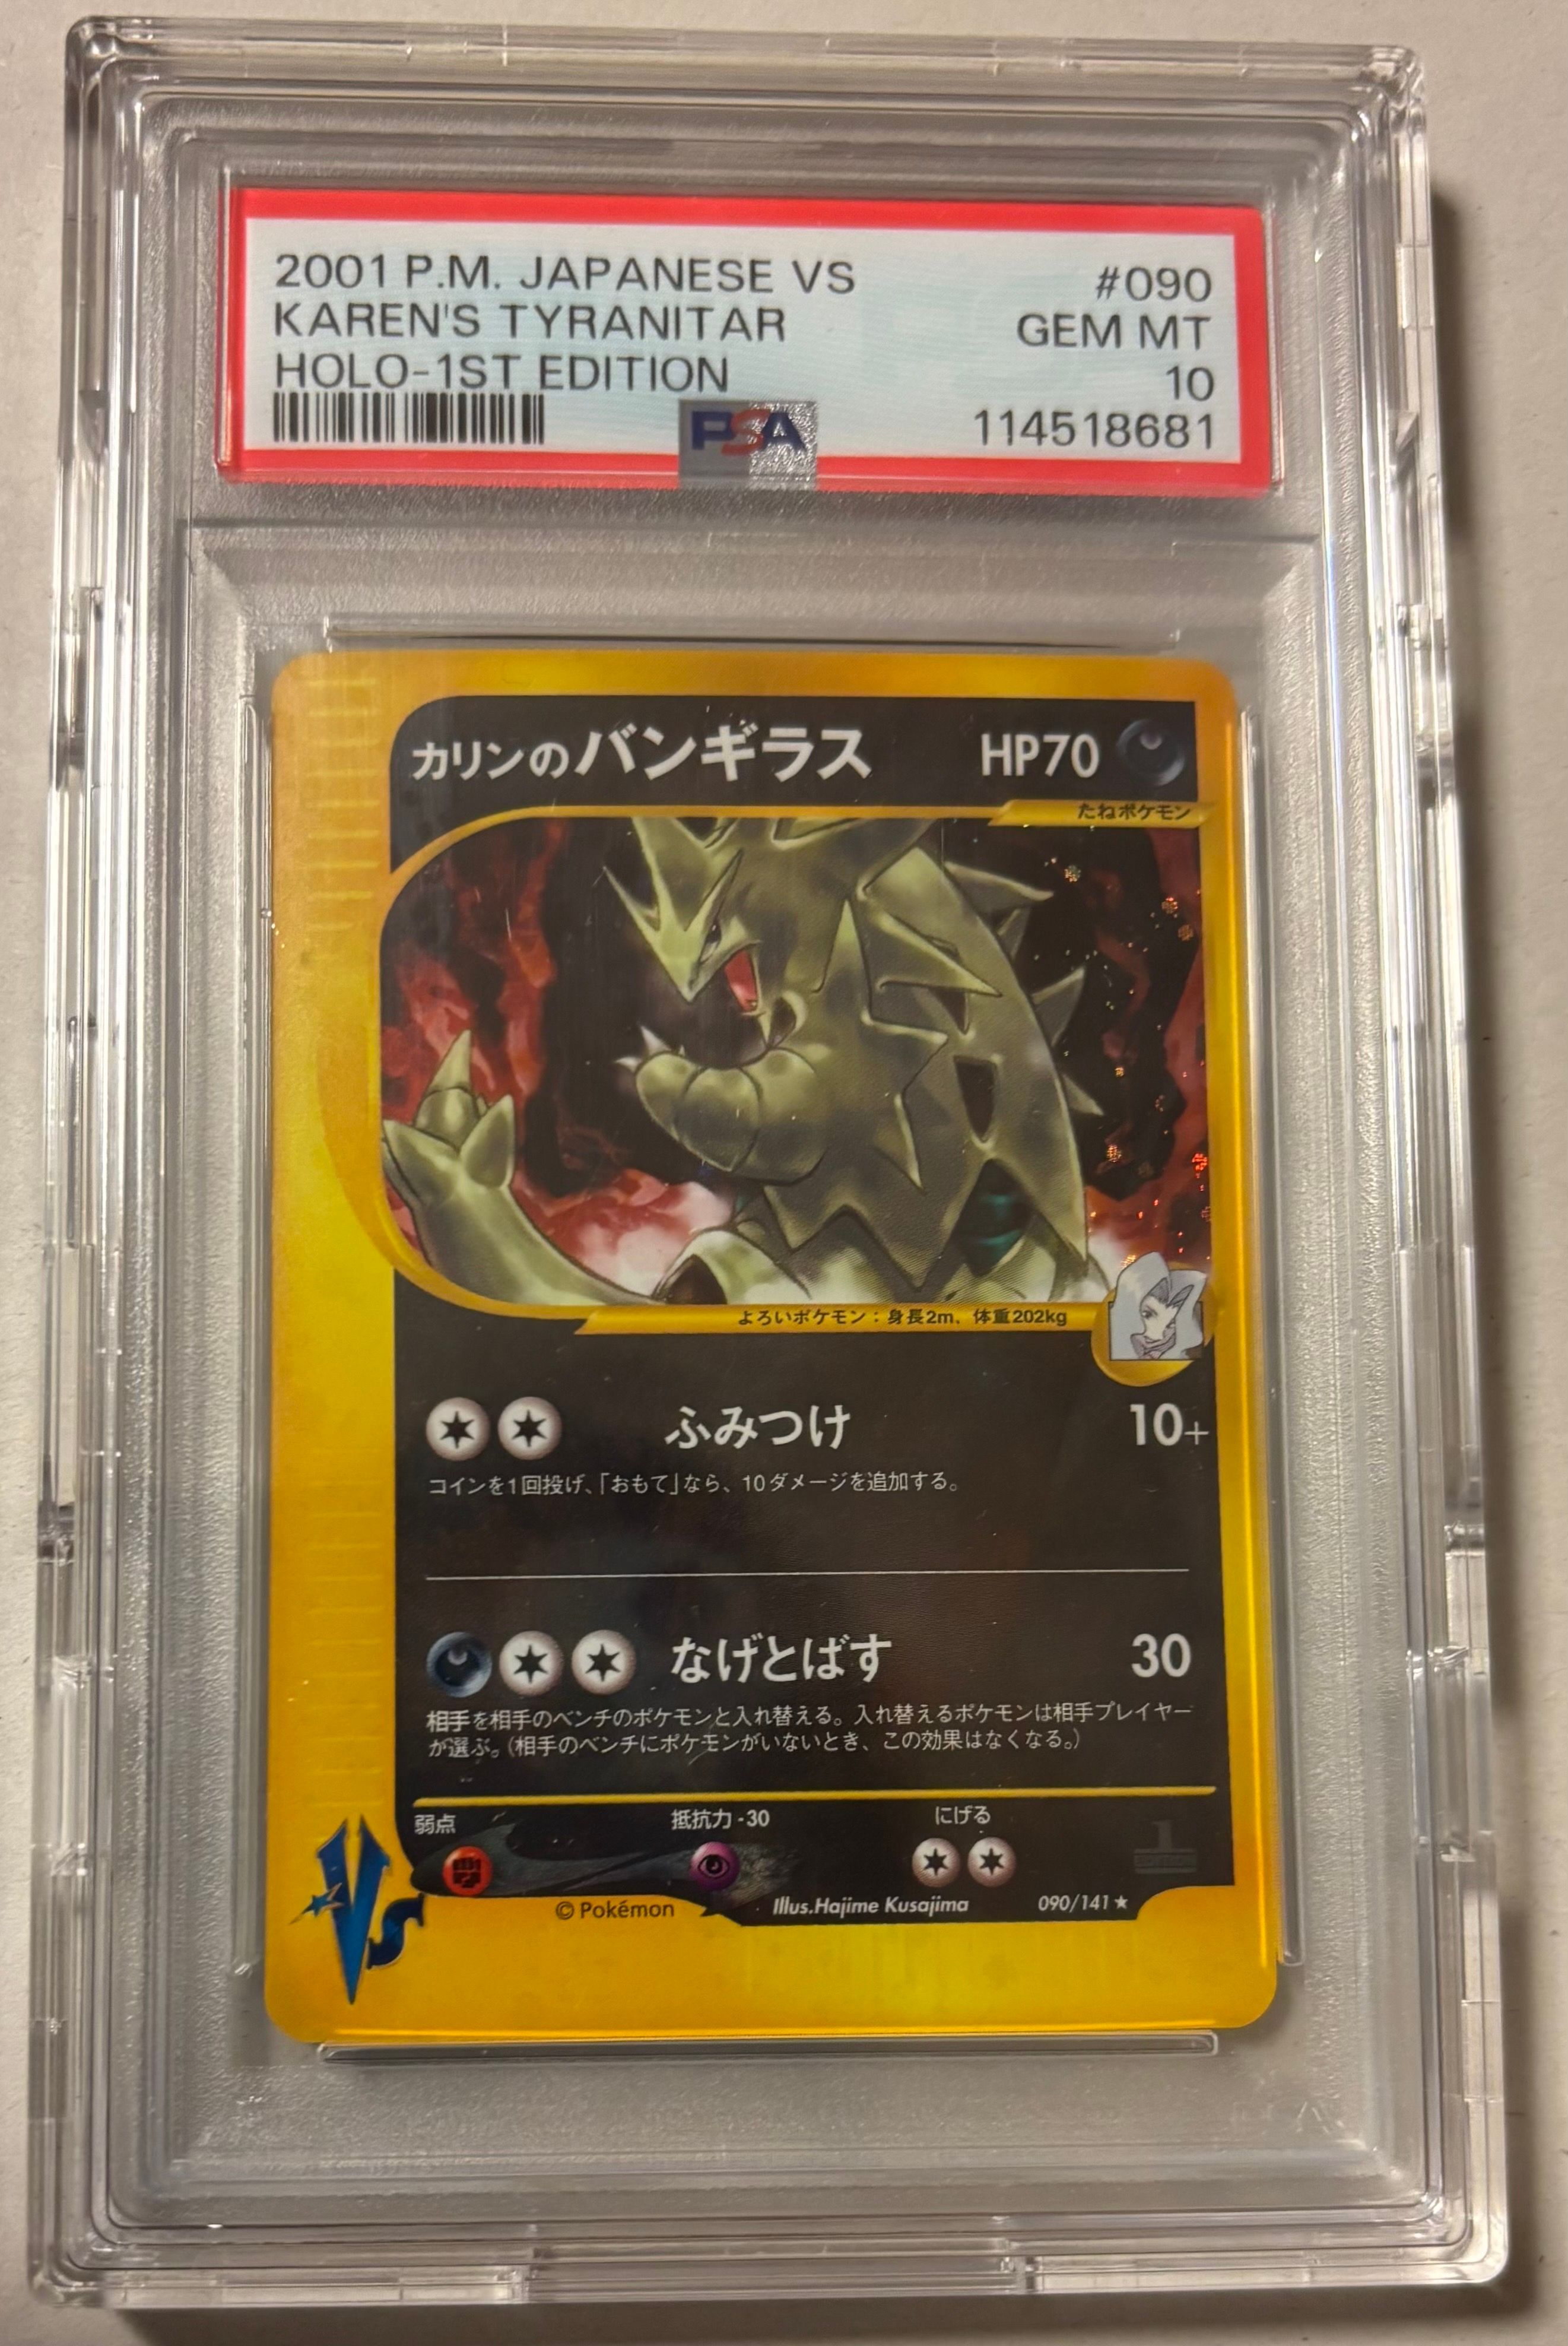 2001 P.M. JAPANESE VS #090
KAREN'S TYRANITAR GEM MT
HOLO-1ST EDITION 10
PSA 114518681
カリンのバンギラス HP70
たねポケモン
よろいポケモン：身長2m、体重202kg
ふみつけ 10+
コインを1回投げ、「おもて」なら、10ダメージを追加する。
なげとばす 30
相手を相手のベンチのポケモンと入れ替える。入れ替えるポケモンは相手プレイヤー
が選ぶ。（相手のベンチにポケモンがいないとき、この効果はなくなる。）
弱点 抵抗力-30 にげる
1
EDITION
VS ©Pokémon Illus.Hajime Kusajima 090/141★